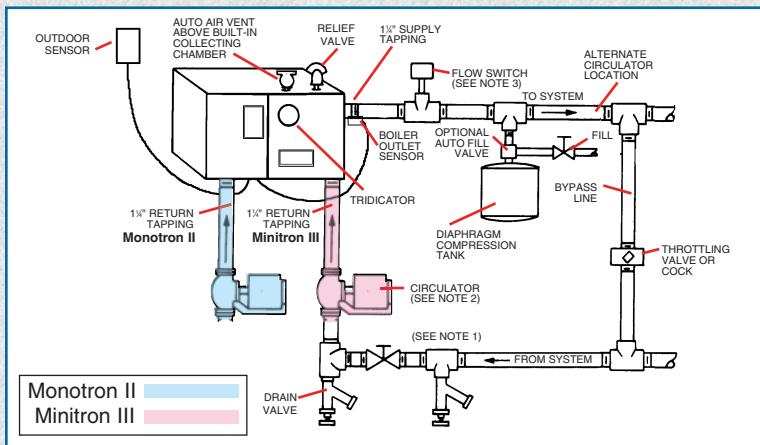 OUTDOOR
SENSOR
AUTO AIR VENT
ABOVE BUILT-IN
COLLECTING
CHAMBER
RELIEF
VALVE
1¼" SUPPLY
TAPPING
FLOW SWITCH
(SEE NOTE 3)
TO SYSTEM
ALTERNATE
CIRCULATOR
LOCATION
BOILER
OUTLET
SENSOR
OPTIONAL
AUTO FILL
VALVE
FILL
TRIDICATOR
BYPASS
LINE
1¼" RETURN
TAPPING
Monotron II
1¼" RETURN
TAPPING
Minitron III
DIAPHRAGM
COMPRESSION
TANK
THROTTLING
VALVE OR
COCK
CIRCULATOR
(SEE NOTE 2)
(SEE NOTE 1)
FROM SYSTEM
DRAIN
VALVE
Monotron II
Minitron III